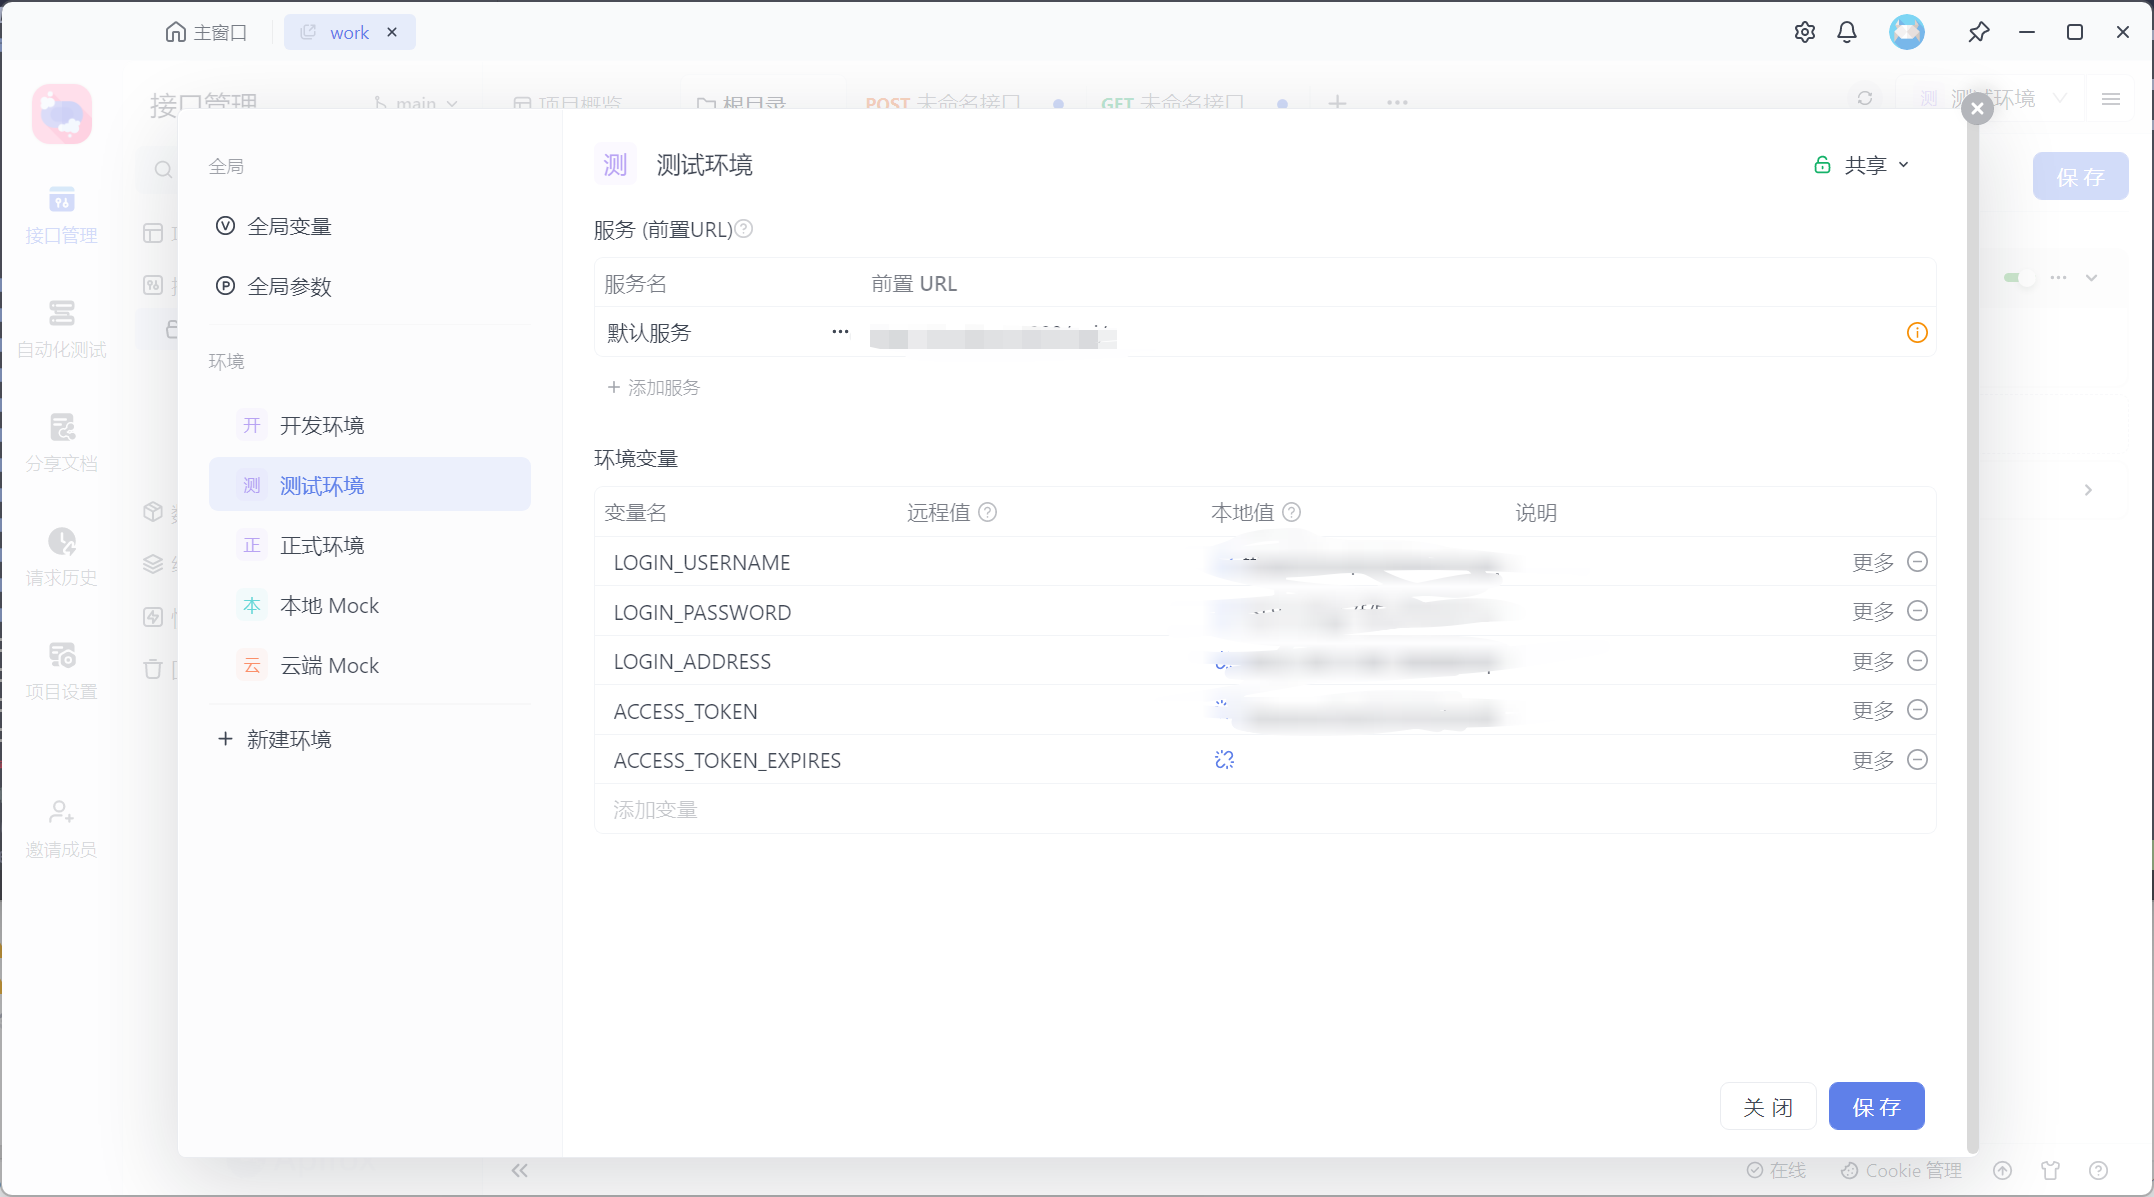 主窗口
work
接口管理
main
项目概览
根目录
POST 未命名接口
GET 未命名接口
测
保存
接口管理
自动化测试
分享文档
请求历史
项目设置
邀请成员
全局
全局变量
全局参数
环境
开 开发环境
测 测试环境
正 正式环境
本 本地 Mock
云 云端 Mock
新建环境
测 测试环境
共享
服务 (前置URL)
服务名 前置 URL
默认服务
添加服务
环境变量
变量名 远程值 本地值 说明
LOGIN_USERNAME 更多
LOGIN_PASSWORD 更多
LOGIN_ADDRESS 更多
ACCESS_TOKEN 更多
ACCESS_TOKEN_EXPIRES 更多
添加变量
关闭 保存
在线 Cookie 管理